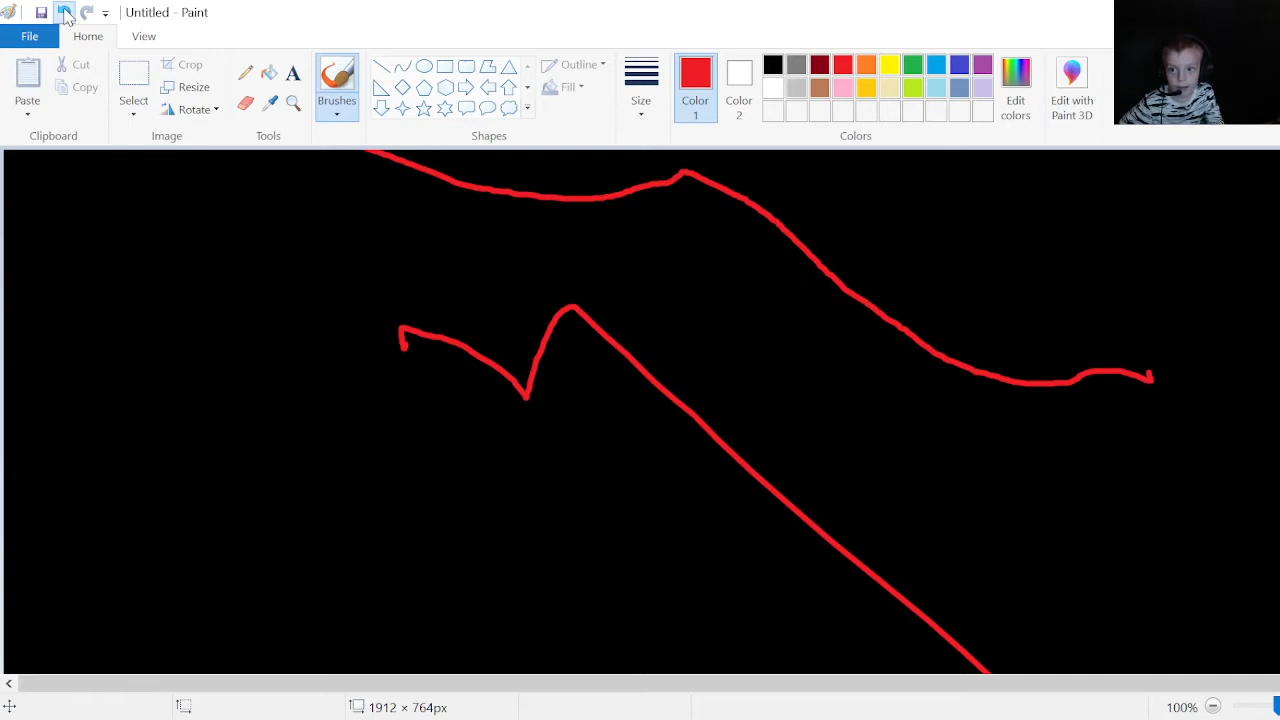 Untitled - Paint
File Home View
Paste
Cut
Copy
Clipboard
Select
Crop
Resize
Rotate
Image
A
Tools
Brushes
Outline
Fill
Shapes
Size
Color 1
Color 2
Edit colors
Colors
Edit with Paint 3D
1912 × 764px
100%